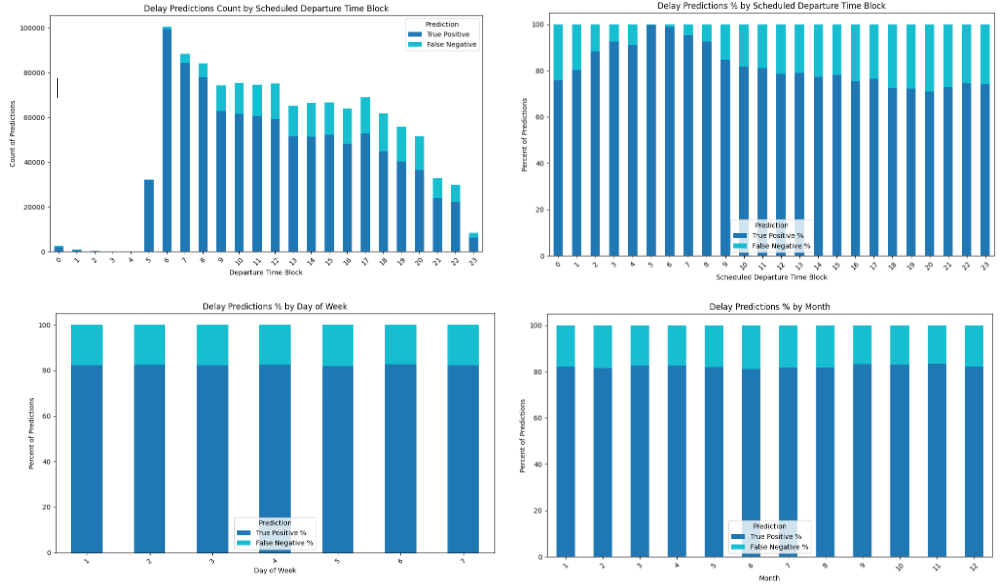 Delay Predictions Count by Scheduled Departure Time Block
Prediction
True Positive
False Negative
100000
80000
60000
40000
20000
0
Count of Predictions
0 1 2 3 4 5 6 7 8 9 10 11 12 13 14 15 16 17 18 19 20 21 22 23
Departure Time Block
Delay Predictions % by Scheduled Departure Time Block
100
80
60
40
20
0
Percent of Predictions
Prediction
True Positive %
False Negative %
0 1 2 3 4 5 6 7 8 9 10 11 12 13 14 15 16 17 18 19 20 21 22 23
Scheduled Departure Time Block
Delay Predictions % by Day of Week
100
80
60
40
20
0
Percent of Predictions
Prediction
True Positive %
False Negative %
1 2 3 4 5 6 7
Day of Week
Delay Predictions % by Month
100
80
60
40
20
0
Percent of Predictions
Prediction
True Positive %
False Negative %
1 2 3 4 5 6 7 8 9 10 11 12
Month